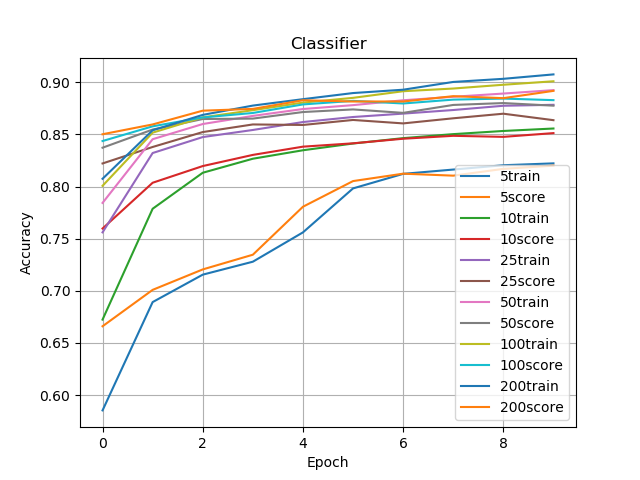 Classifier
0.90
0.85
0.80
0.75
0.70
0.65
0.60
Accuracy
0 2 4 6 8
Epoch
5train
5score
10train
10score
25train
25score
50train
50score
100train
100score
200train
200score